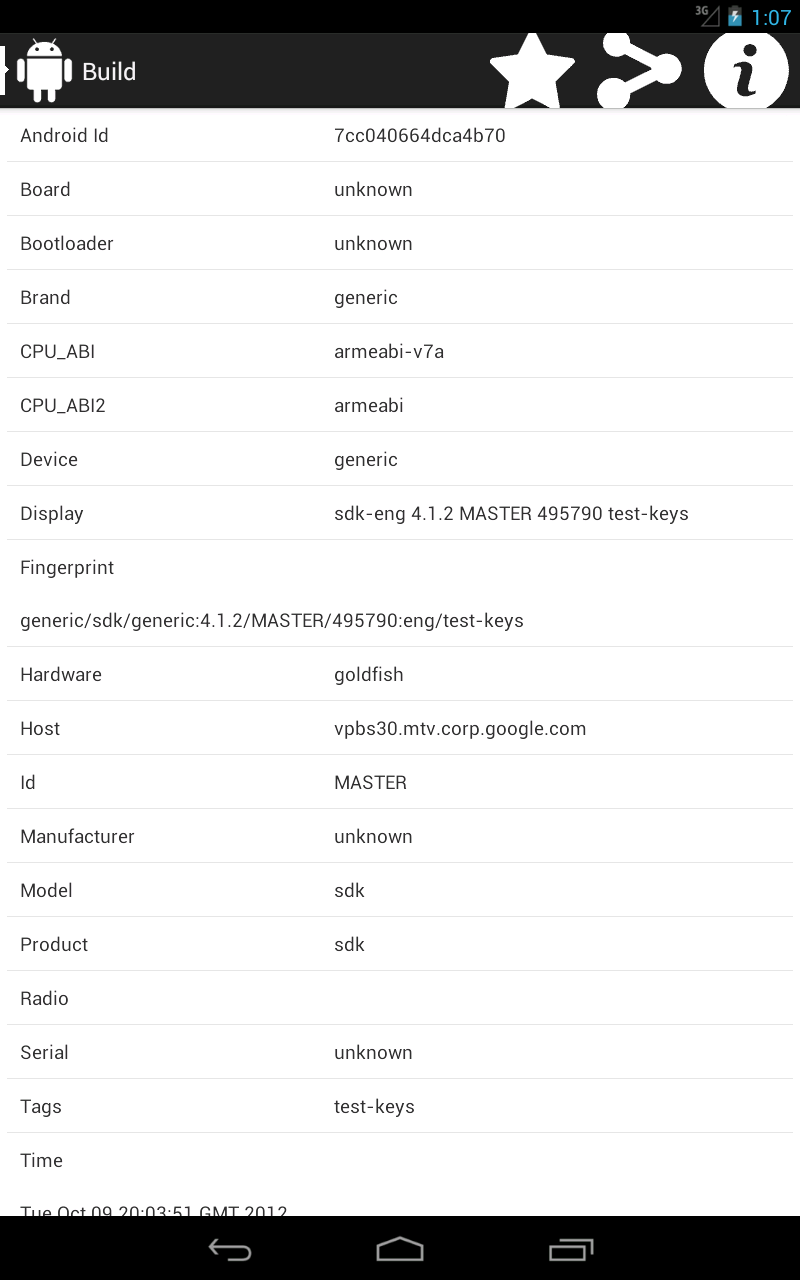 3G 1:07
Build
Android Id 7cc040664dca4b70
Board unknown
Bootloader unknown
Brand generic
CPU_ABI armeabi-v7a
CPU_ABI2 armeabi
Device generic
Display sdk-eng 4.1.2 MASTER 495790 test-keys
Fingerprint
generic/sdk/generic:4.1.2/MASTER/495790:eng/test-keys
Hardware goldfish
Host vpbs30.mtv.corp.google.com
Id MASTER
Manufacturer unknown
Model sdk
Product sdk
Radio
Serial unknown
Tags test-keys
Time
Tue Oct 09 20:03:51 GMT 2012